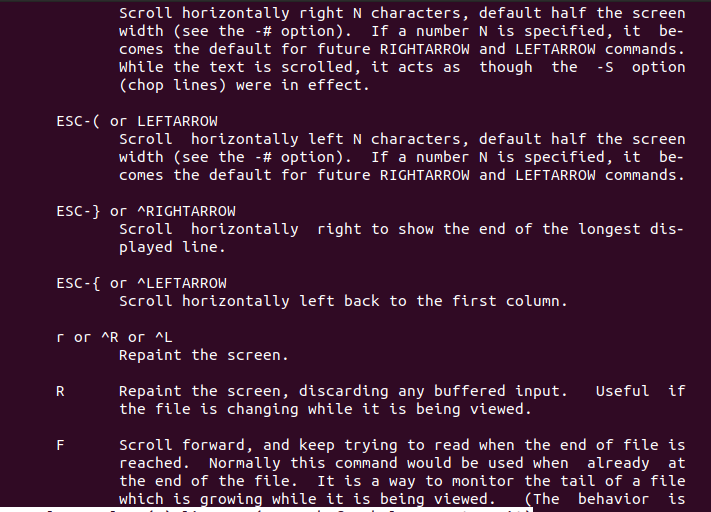 Scroll horizontally right N characters, default half the screen
width (see the -# option).  If a number N is specified, it  be-
comes the default for future RIGHTARROW and LEFTARROW commands.
While the text is scrolled, it acts as  though  the  -S  option
(chop lines) were in effect.
ESC-( or LEFTARROW
Scroll  horizontally left N characters, default half the screen
width (see the -# option).  If a number N is specified, it  be-
comes the default for future RIGHTARROW and LEFTARROW commands.
ESC-} or ^RIGHTARROW
Scroll  horizontally  right to show the end of the longest dis-
played line.
ESC-{ or ^LEFTARROW
Scroll horizontally left back to the first column.
r or ^R or ^L
Repaint the screen.
R      Repaint the screen, discarding any buffered input.   Useful  if
the file is changing while it is being viewed.
F      Scroll forward, and keep trying to read when the end of file is
reached.  Normally this command would be used when  already  at
the end of the file.  It is a way to monitor the tail of a file
which is growing while it is being viewed.   (The  behavior  is